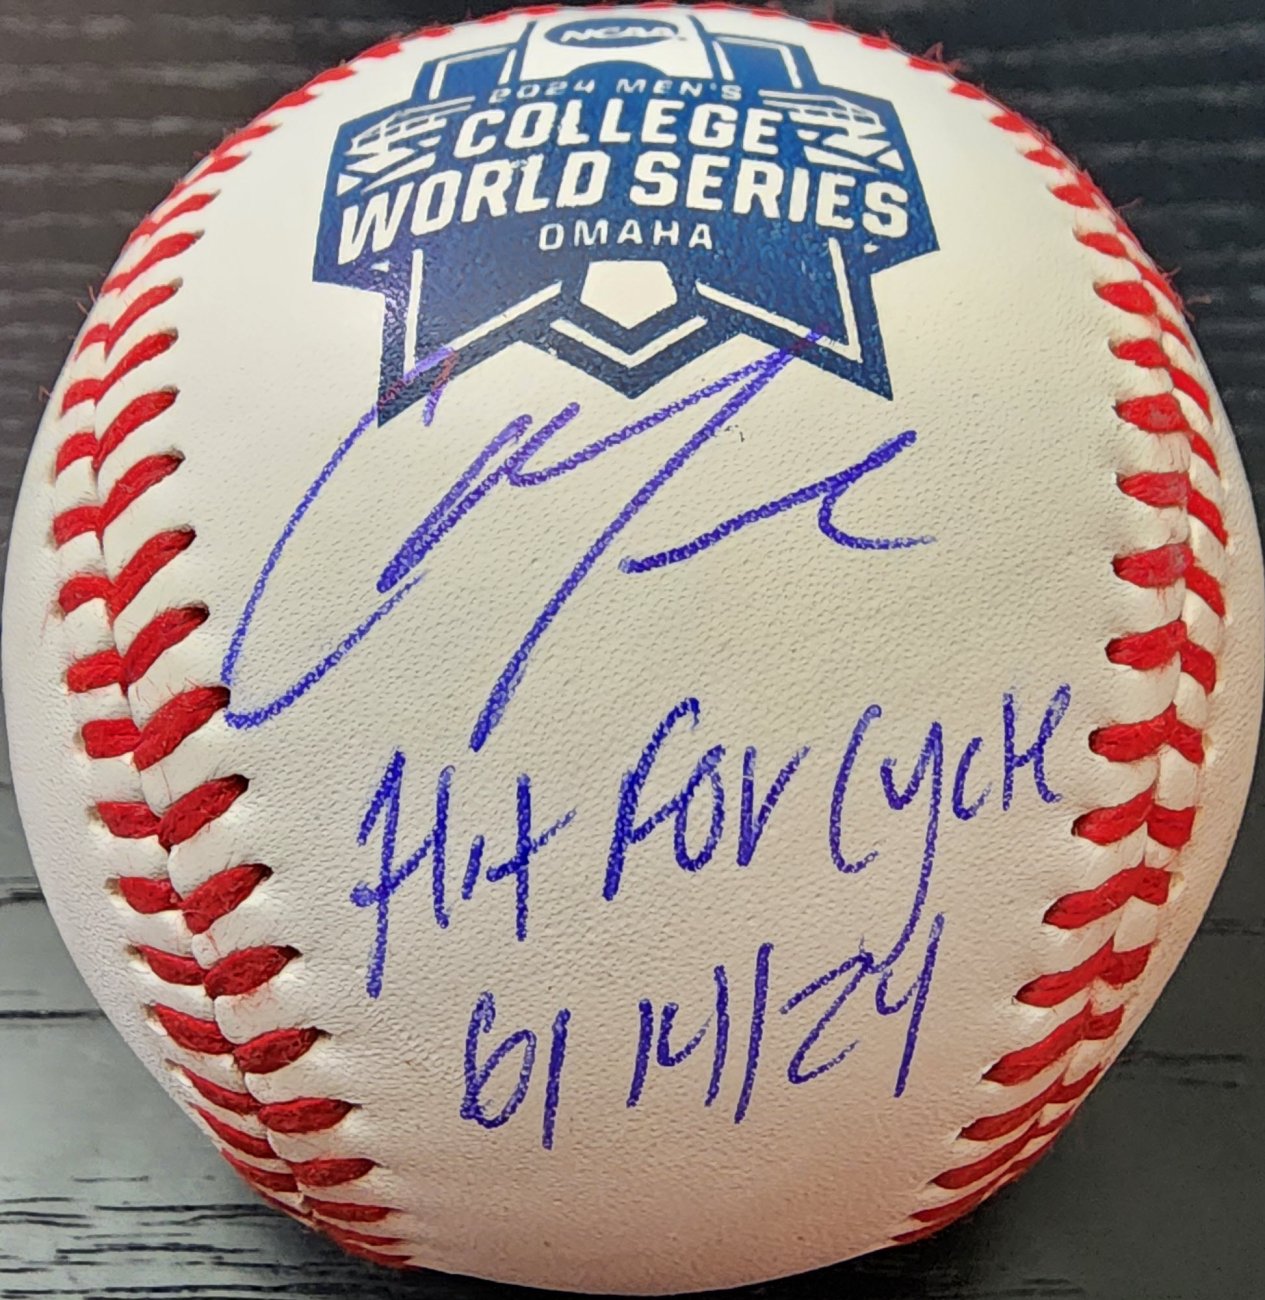 NCAA
2024 MEN'S
COLLEGE
WORLD SERIES
OMAHA
Hit For Cycle
6/14/24